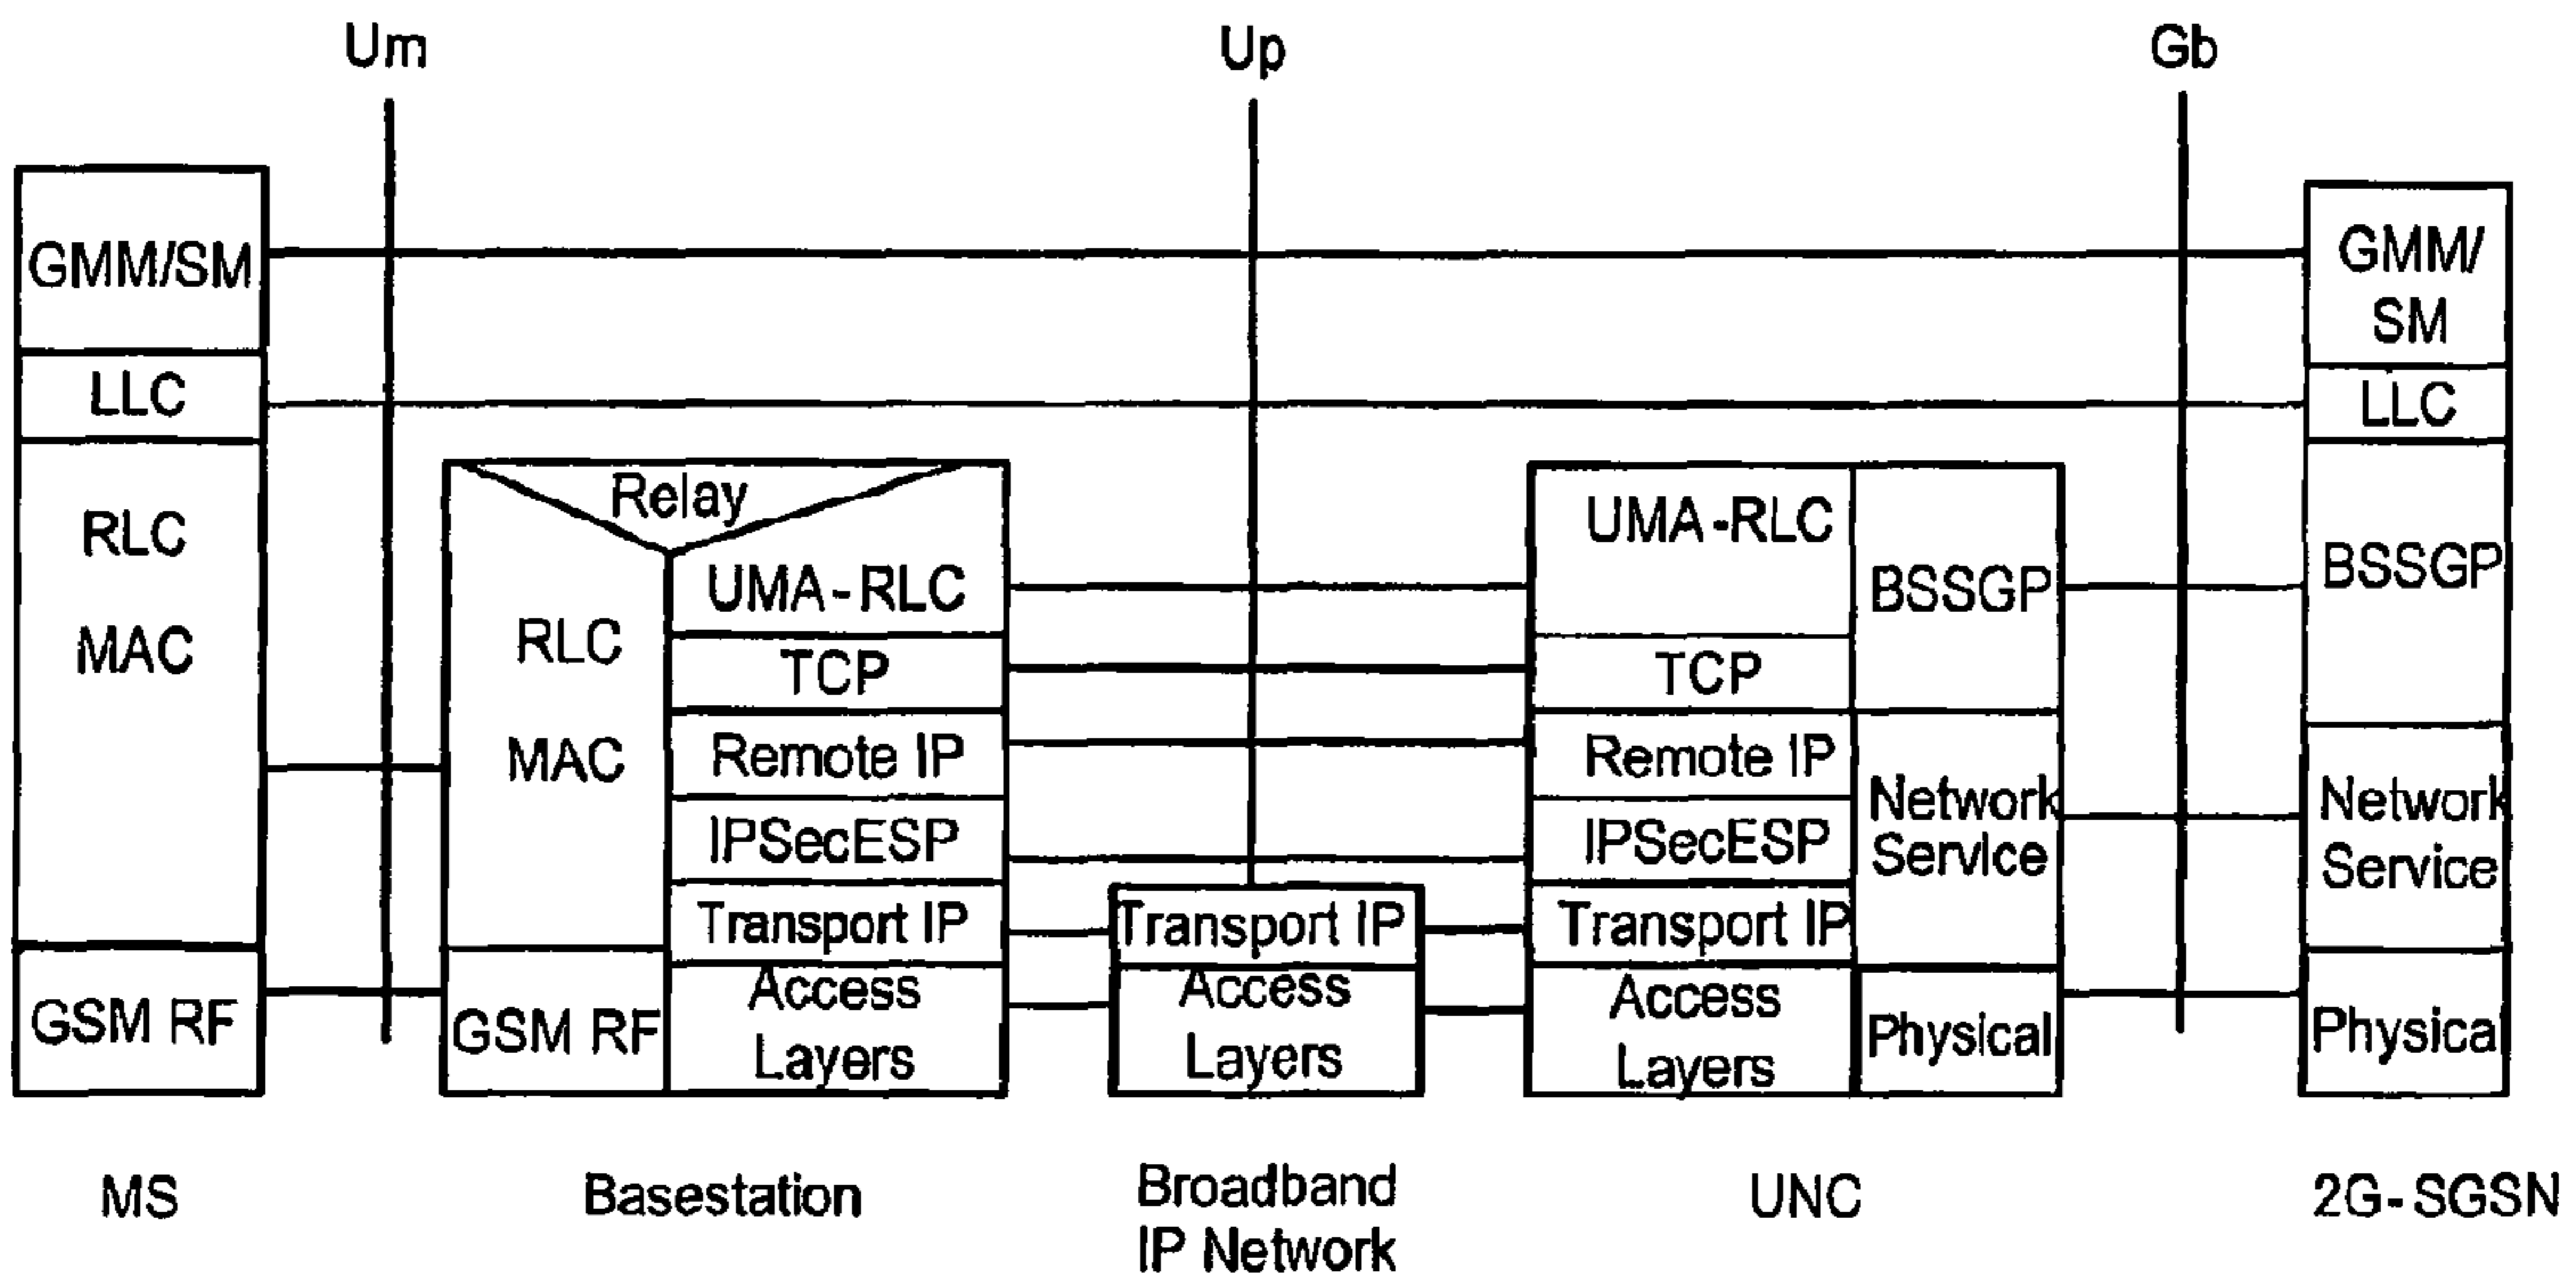 Um
Up
Gb
GMM/SM
LLC
RLC
MAC
GSM RF
Relay
RLC
MAC
GSM RF
UMA-RLC
TCP
Remote IP
IPSecESP
Transport IP
Access
Layers
Transport IP
Access
Layers
UMA-RLC
TCP
Remote IP
IPSecESP
Transport IP
Access
Layers
BSSGP
Network
Service
Physical
GMM/
SM
LLC
BSSGP
Network
Service
Physical
MS
Basestation
Broadband
IP Network
UNC
2G-SGSN